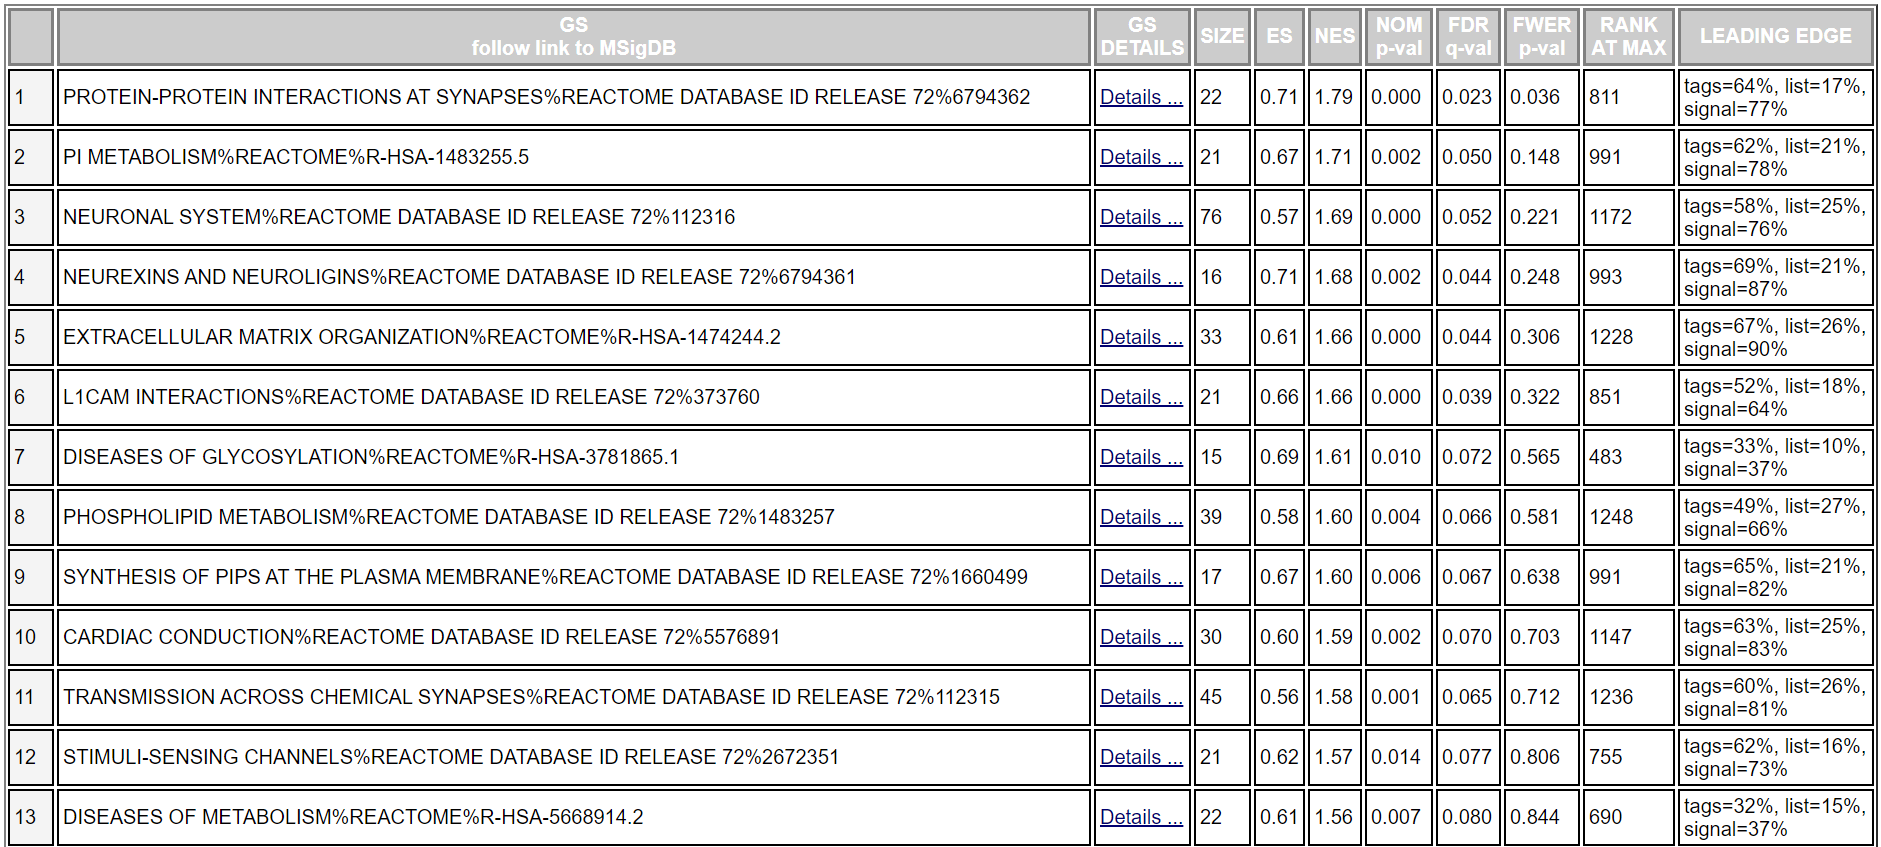 GS
follow link to MSigDB GS
DETAILS SIZE ES NES NOM
p-val FDR
q-val FWER
p-val RANK
AT MAX LEADING EDGE
1 PROTEIN-PROTEIN INTERACTIONS AT SYNAPSES%REACTOME DATABASE ID RELEASE 72%6794362 Details ... 22 0.71 1.79 0.000 0.023 0.036 811 tags=64%, list=17%,
signal=77%
2 PI METABOLISM%REACTOME%R-HSA-1483255.5 Details ... 21 0.67 1.71 0.002 0.050 0.148 991 tags=62%, list=21%,
signal=78%
3 NEURONAL SYSTEM%REACTOME DATABASE ID RELEASE 72%112316 Details ... 76 0.57 1.69 0.000 0.052 0.221 1172 tags=58%, list=25%,
signal=76%
4 NEUREXINS AND NEUROLIGINS%REACTOME DATABASE ID RELEASE 72%6794361 Details ... 16 0.71 1.68 0.002 0.044 0.248 993 tags=69%, list=21%,
signal=87%
5 EXTRACELLULAR MATRIX ORGANIZATION%REACTOME%R-HSA-1474244.2 Details ... 33 0.61 1.66 0.000 0.044 0.306 1228 tags=67%, list=26%,
signal=90%
6 L1CAM INTERACTIONS%REACTOME DATABASE ID RELEASE 72%373760 Details ... 21 0.66 1.66 0.000 0.039 0.322 851 tags=52%, list=18%,
signal=64%
7 DISEASES OF GLYCOSYLATION%REACTOME%R-HSA-3781865.1 Details ... 15 0.69 1.61 0.010 0.072 0.565 483 tags=33%, list=10%,
signal=37%
8 PHOSPHOLIPID METABOLISM%REACTOME DATABASE ID RELEASE 72%1483257 Details ... 39 0.58 1.60 0.004 0.066 0.581 1248 tags=49%, list=27%,
signal=66%
9 SYNTHESIS OF PIPS AT THE PLASMA MEMBRANE%REACTOME DATABASE ID RELEASE 72%1660499 Details ... 17 0.67 1.60 0.006 0.067 0.638 991 tags=65%, list=21%,
signal=82%
10 CARDIAC CONDUCTION%REACTOME DATABASE ID RELEASE 72%5576891 Details ... 30 0.60 1.59 0.002 0.070 0.703 1147 tags=63%, list=25%,
signal=83%
11 TRANSMISSION ACROSS CHEMICAL SYNAPSES%REACTOME DATABASE ID RELEASE 72%112315 Details ... 45 0.56 1.58 0.001 0.065 0.712 1236 tags=60%, list=26%,
signal=81%
12 STIMULI-SENSING CHANNELS%REACTOME DATABASE ID RELEASE 72%2672351 Details ... 21 0.62 1.57 0.014 0.077 0.806 755 tags=62%, list=16%,
signal=73%
13 DISEASES OF METABOLISM%REACTOME%R-HSA-5668914.2 Details ... 22 0.61 1.56 0.007 0.080 0.844 690 tags=32%, list=15%,
signal=37%